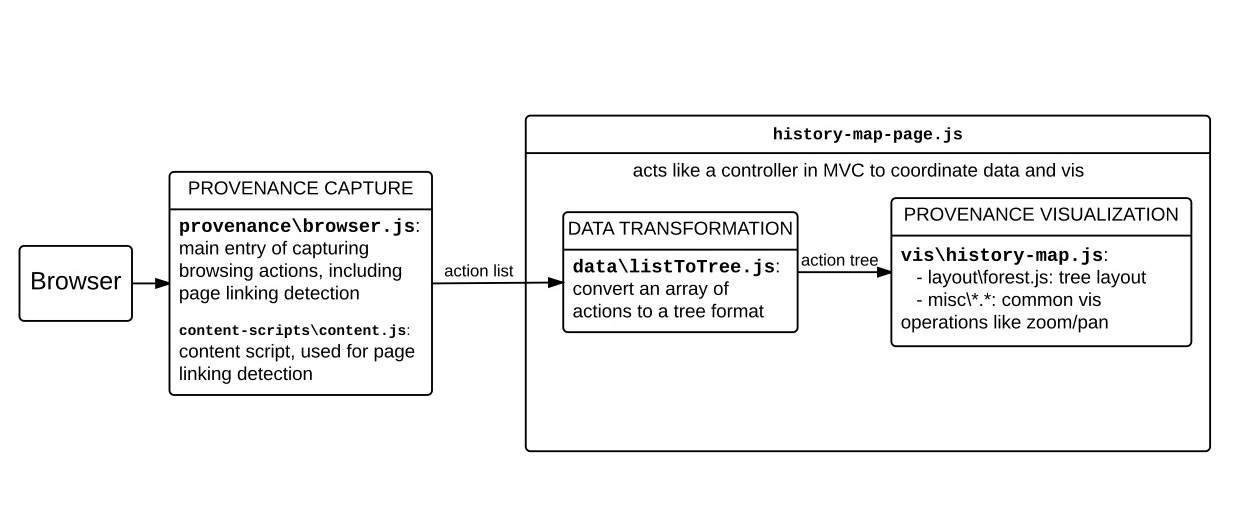 Browser
PROVENANCE CAPTURE
provenance\browser.js:
main entry of capturing
browsing actions, including
page linking detection
content-scripts\content.js:
content script, used for page
linking detection
action list
history-map-page.js
acts like a controller in MVC to coordinate data and vis
DATA TRANSFORMATION
data\listToTree.js:
convert an array of
actions to a tree format
action tree
PROVENANCE VISUALIZATION
vis\history-map.js:
- layout\forest.js: tree layout
- misc\*.*: common vis
operations like zoom/pan